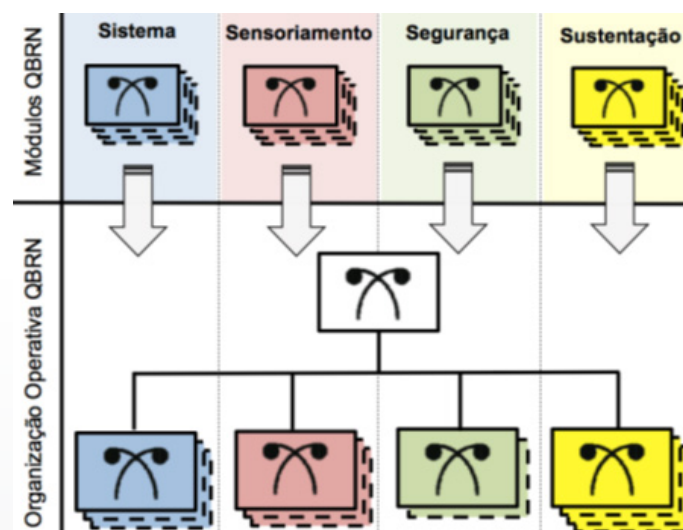 Sistema
Sensoriamento
Segurança
Sustentação
Módulos QBRN
Organização Operativa QBRN